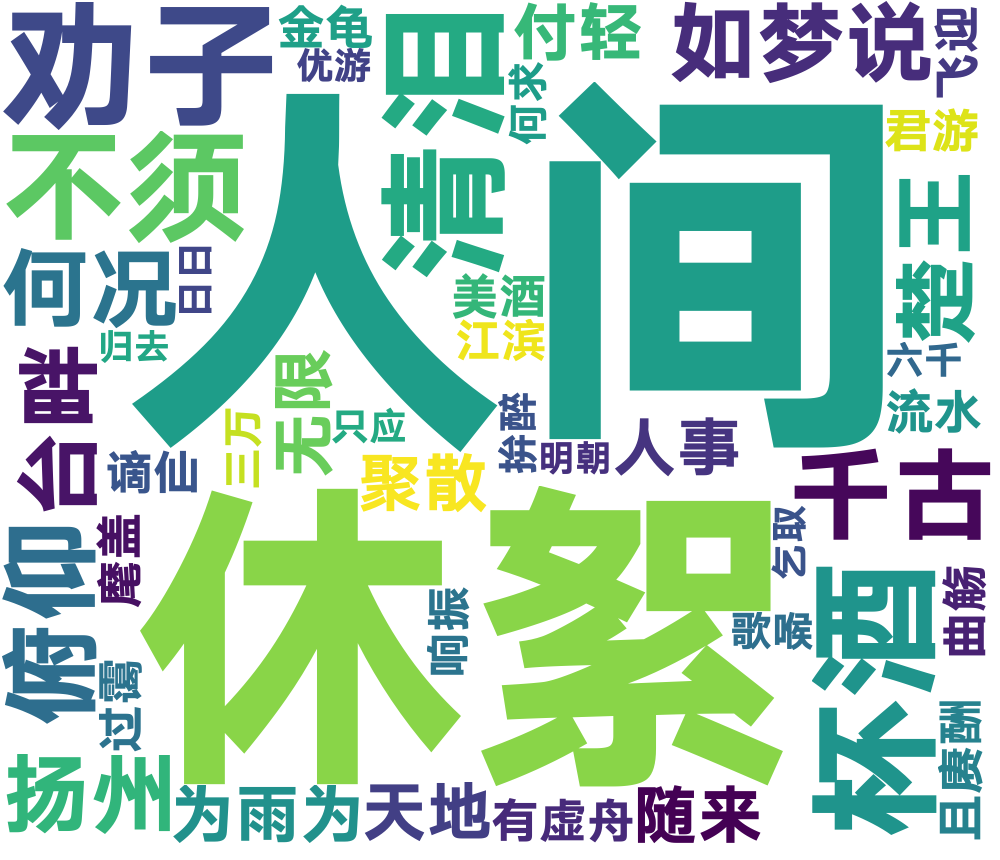 劝子
金龟
优游
清泪
付轻
何求
如梦说
飞迎
不须
人间
君游
楚王
何况
日日
美酒
江滨
归去
六千
台畔
无限
只应
三万
流水
谪仙
聚散
拚醉
明朝
人事
千古
休絮
俯仰
麾盖
乞取
杯酒
曲觞
响振
歌喉
过霭
且赓酬
扬州
为雨为
天地
有虚舟
随来